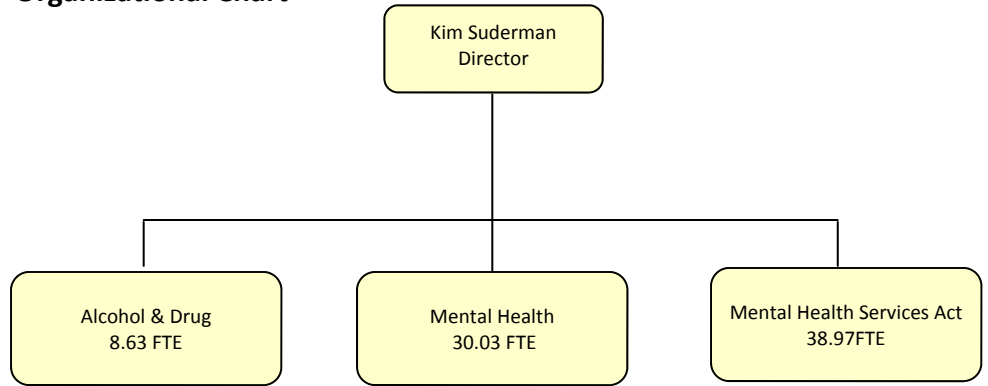 Organizational Chart
Kim Suderman
Director
Alcohol & Drug
8.63 FTE
Mental Health
30.03 FTE
Mental Health Services Act
38.97FTE